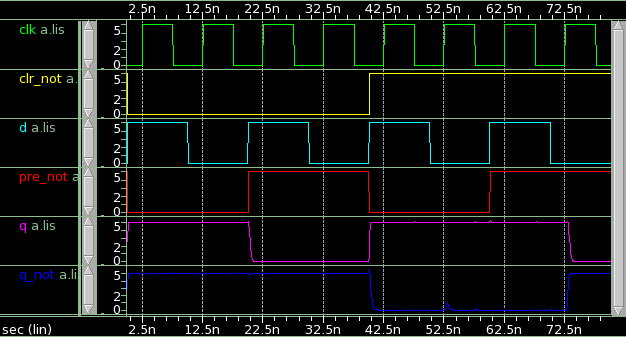 2.5n 12.5n 22.5n 32.5n 42.5n 52.5n 62.5n 72.5n
clk a.lis
5
2
0
clr_not a.
5
2
0
d a.lis
5
2
0
pre_not a
5
2
0
q a.lis
5
2
0
q_not a.li
5
2
0
sec (lin) 2.5n 12.5n 22.5n 32.5n 42.5n 52.5n 62.5n 72.5n